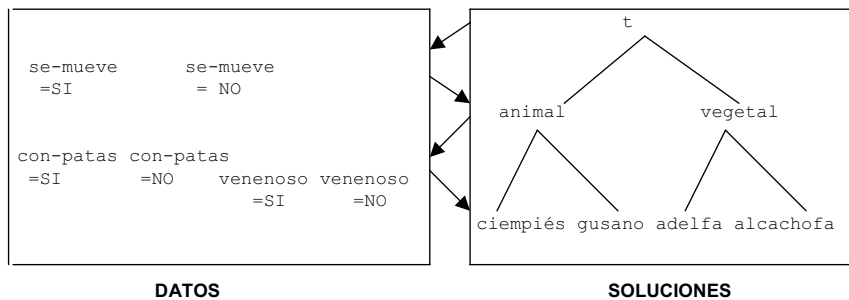 t
se-mueve se-mueve
=SI = NO
animal vegetal
con-patas con-patas
=SI =NO venenoso venenoso
=SI =NO
ciempiés gusano adelfa alcachofa
DATOS SOLUCIONES